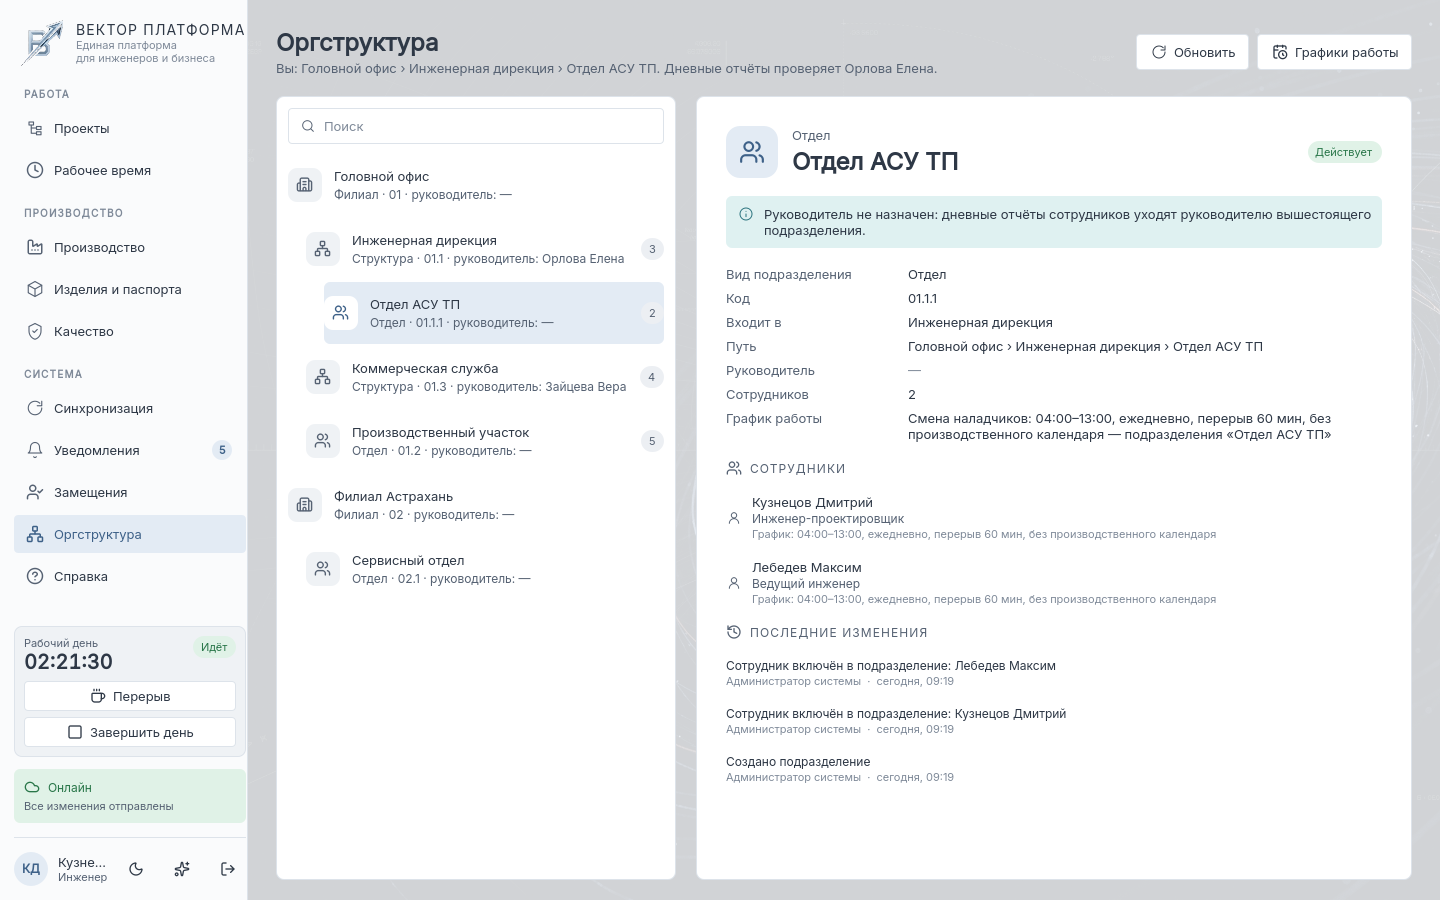 ВЕКТОР ПЛАТФОРМА
Единая платформа
для инженеров и бизнеса
РАБОТА
Проекты
Рабочее время
ПРОИЗВОДСТВО
Производство
Изделия и паспорта
Качество
СИСТЕМА
Синхронизация
Уведомления 5
Замещения
Оргструктура
Справка
Рабочий день
Идёт
02:21:30
Перерыв
Завершить день
Онлайн
Все изменения отправлены
КД
Кузне...
Инженер
Оргструктура
Вы: Головной офис › Инженерная дирекция › Отдел АСУ ТП. Дневные отчёты проверяет Орлова Елена.
Обновить
Графики работы
Поиск
Головной офис
Филиал · 01 · руководитель: —
Инженерная дирекция
Структура · 01.1 · руководитель: Орлова Елена
3
Отдел АСУ ТП
Отдел · 01.1.1 · руководитель: —
2
Коммерческая служба
Структура · 01.3 · руководитель: Зайцева Вера
4
Производственный участок
Отдел · 01.2 · руководитель: —
5
Филиал Астрахань
Филиал · 02 · руководитель: —
Сервисный отдел
Отдел · 02.1 · руководитель: —
Отдел
Отдел АСУ ТП
Действует
Руководитель не назначен: дневные отчёты сотрудников уходят руководителю вышестоящего
подразделения.
Вид подразделения Отдел
Код 01.1.1
Входит в Инженерная дирекция
Путь Головной офис › Инженерная дирекция › Отдел АСУ ТП
Руководитель —
Сотрудников 2
График работы Смена наладчиков: 04:00–13:00, ежедневно, перерыв 60 мин, без
производственного календаря — подразделения «Отдел АСУ ТП»
СОТРУДНИКИ
Кузнецов Дмитрий
Инженер-проектировщик
График: 04:00–13:00, ежедневно, перерыв 60 мин, без производственного календаря
Лебедев Максим
Ведущий инженер
График: 04:00–13:00, ежедневно, перерыв 60 мин, без производственного календаря
ПОСЛЕДНИЕ ИЗМЕНЕНИЯ
Сотрудник включён в подразделение: Лебедев Максим
Администратор системы · сегодня, 09:19
Сотрудник включён в подразделение: Кузнецов Дмитрий
Администратор системы · сегодня, 09:19
Создано подразделение
Администратор системы · сегодня, 09:19